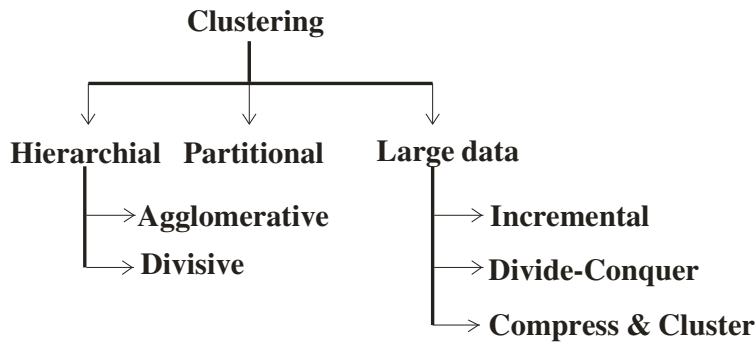 Clustering
Hierarchial Partitional Large data
Agglomerative
Divisive
Incremental
Divide-Conquer
Compress & Cluster